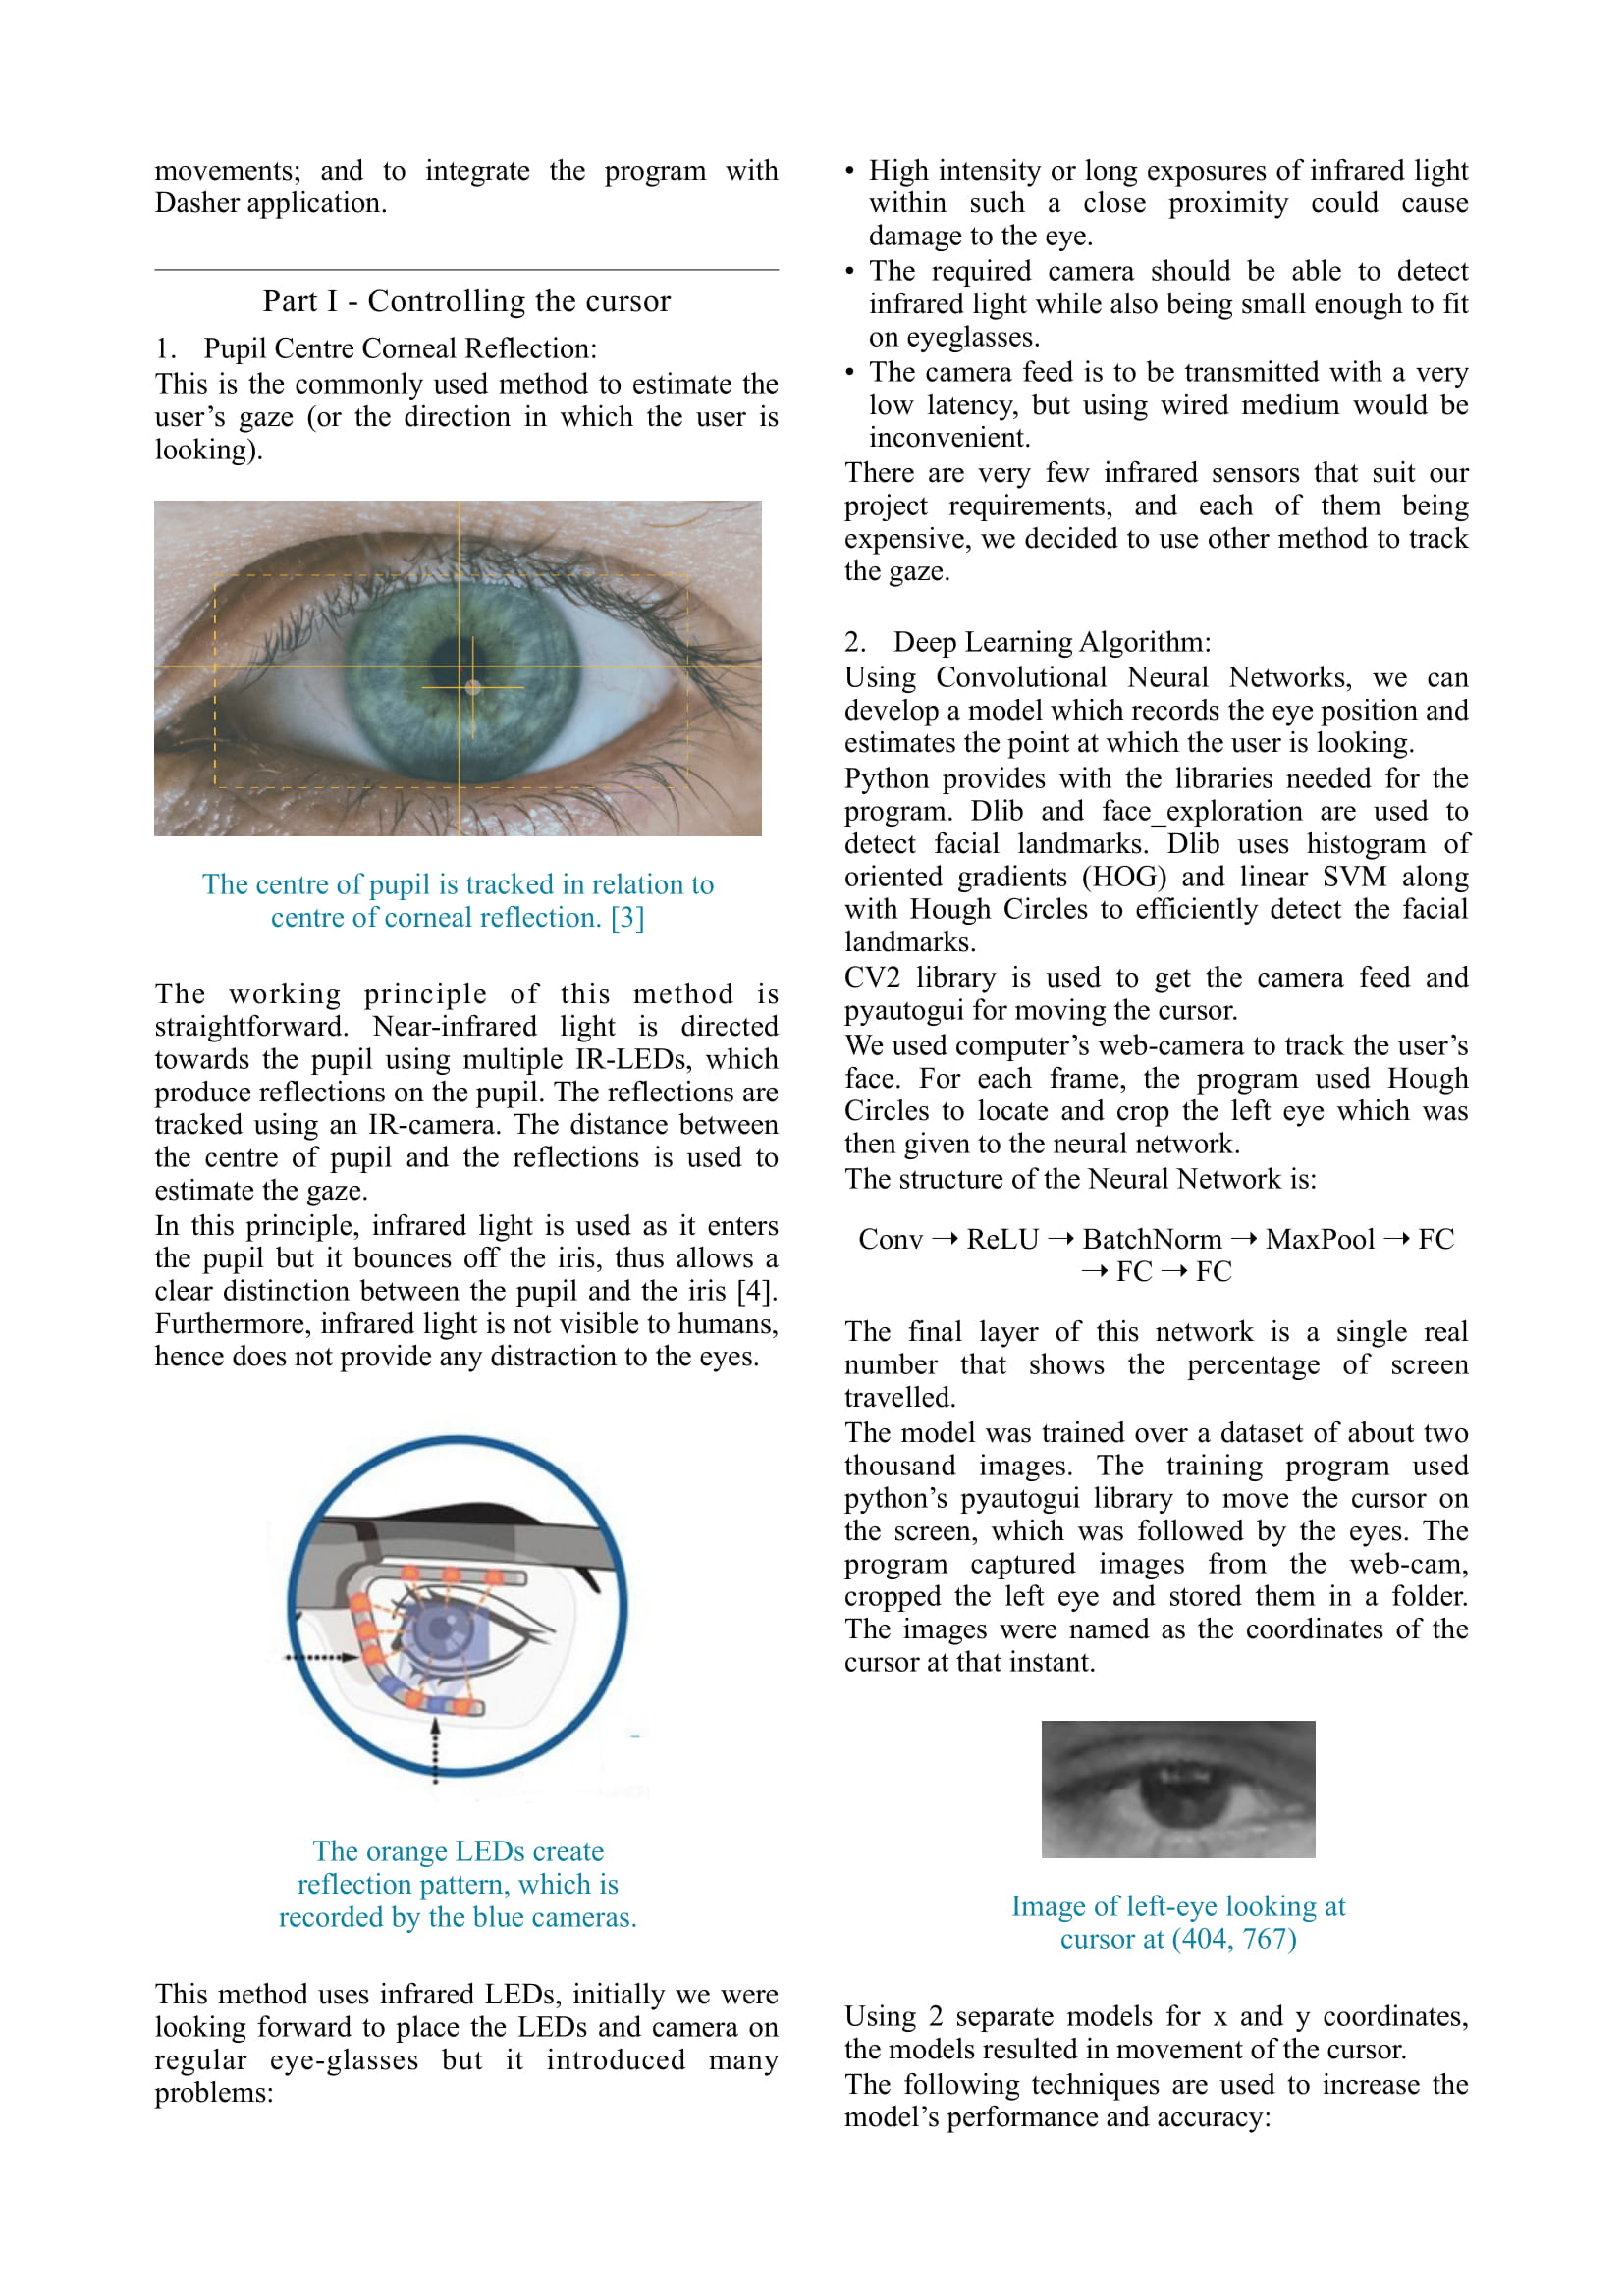 movements; and to integrate the program with
Dasher application.
Part I - Controlling the cursor
1. Pupil Centre Corneal Reflection:
This is the commonly used method to estimate the
user’s gaze (or the direction in which the user is
looking).
The centre of pupil is tracked in relation to
centre of corneal reflection. [3]
The working principle of this method is
straightforward. Near-infrared light is directed
towards the pupil using multiple IR-LEDs, which
produce reflections on the pupil. The reflections are
tracked using an IR-camera. The distance between
the centre of pupil and the reflections is used to
estimate the gaze.
In this principle, infrared light is used as it enters
the pupil but it bounces off the iris, thus allows a
clear distinction between the pupil and the iris [4].
Furthermore, infrared light is not visible to humans,
hence does not provide any distraction to the eyes.
The orange LEDs create
reflection pattern, which is
recorded by the blue cameras.
This method uses infrared LEDs, initially we were
looking forward to place the LEDs and camera on
regular eye-glasses but it introduced many
problems:
• High intensity or long exposures of infrared light
within such a close proximity could cause
damage to the eye.
• The required camera should be able to detect
infrared light while also being small enough to fit
on eyeglasses.
• The camera feed is to be transmitted with a very
low latency, but using wired medium would be
inconvenient.
There are very few infrared sensors that suit our
project requirements, and each of them being
expensive, we decided to use other method to track
the gaze.
2. Deep Learning Algorithm:
Using Convolutional Neural Networks, we can
develop a model which records the eye position and
estimates the point at which the user is looking.
Python provides with the libraries needed for the
program. Dlib and face_exploration are used to
detect facial landmarks. Dlib uses histogram of
oriented gradients (HOG) and linear SVM along
with Hough Circles to efficiently detect the facial
landmarks.
CV2 library is used to get the camera feed and
pyautogui for moving the cursor.
We used computer’s web-camera to track the user’s
face. For each frame, the program used Hough
Circles to locate and crop the left eye which was
then given to the neural network.
The structure of the Neural Network is:
Conv → ReLU → BatchNorm → MaxPool → FC
→ FC → FC
The final layer of this network is a single real
number that shows the percentage of screen
travelled.
The model was trained over a dataset of about two
thousand images. The training program used
python’s pyautogui library to move the cursor on
the screen, which was followed by the eyes. The
program captured images from the web-cam,
cropped the left eye and stored them in a folder.
The images were named as the coordinates of the
cursor at that instant.
Image of left-eye looking at
cursor at (404, 767)
Using 2 separate models for x and y coordinates,
the models resulted in movement of the cursor.
The following techniques are used to increase the
model’s performance and accuracy: